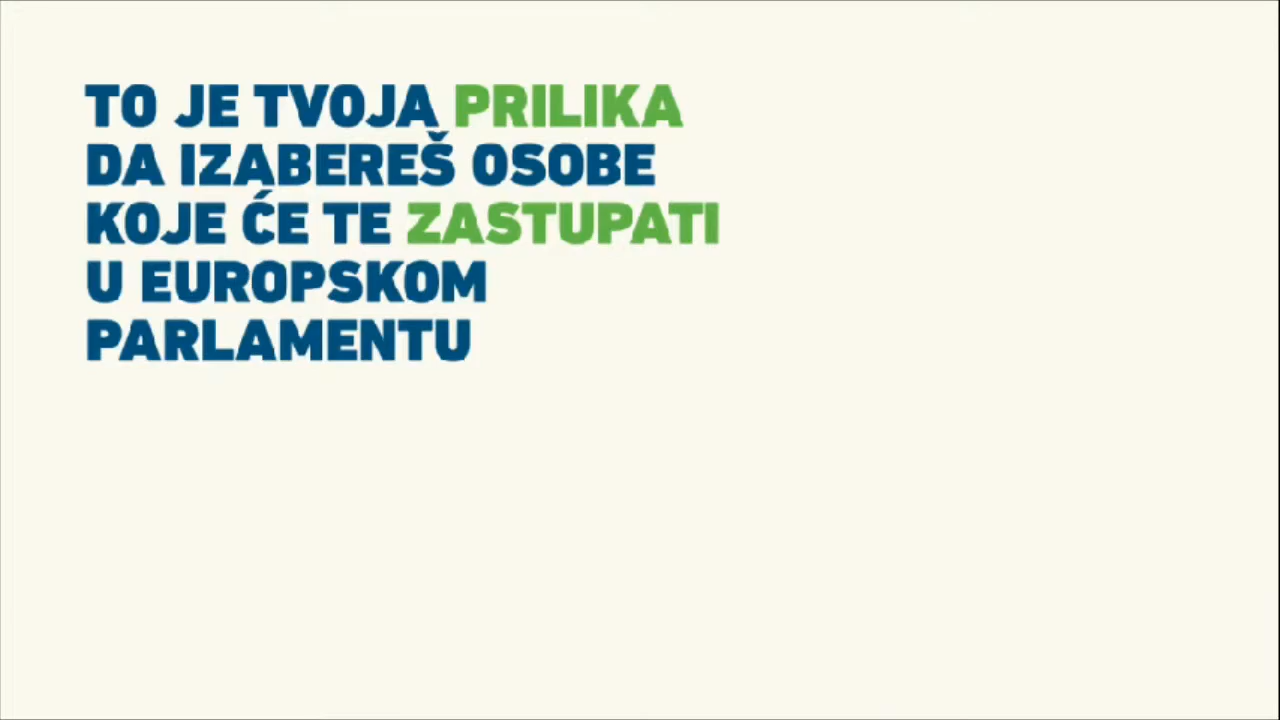 TO JE TVOJA PRILIKA
DA IZABEREŠ OSOBE
KOJE ĆE TE ZASTUPATI
U EUROPSKOM
PARLAMENTU